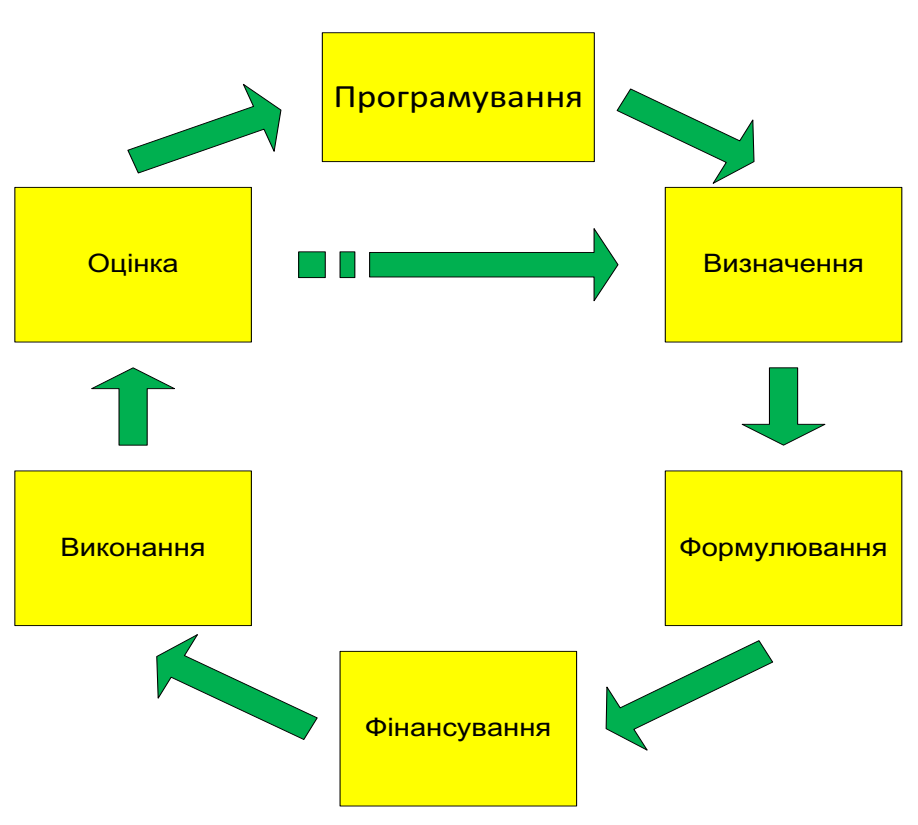 Програмування
Оцінка
Визначення
Виконання
Формулювання
Фінансування